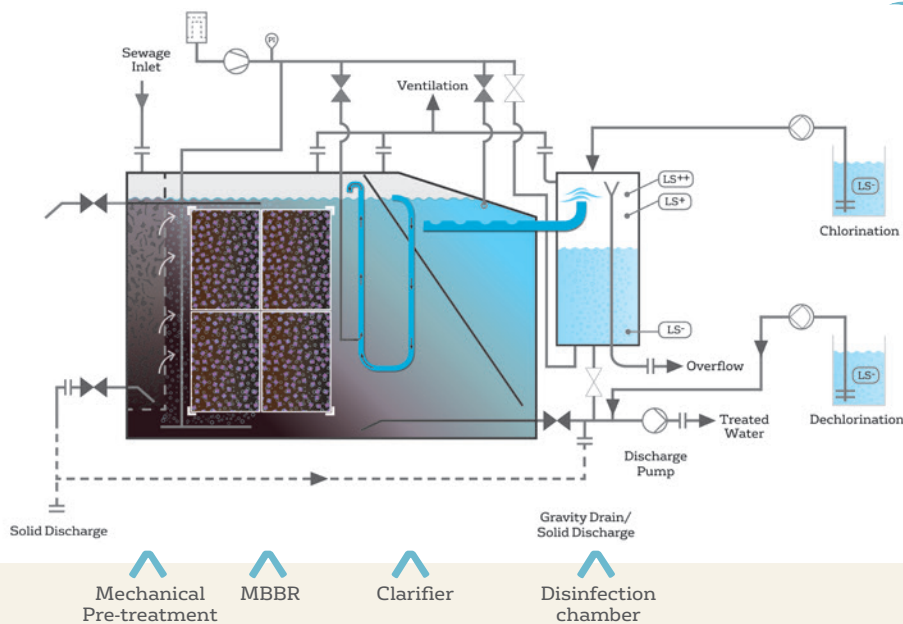 Sewage
Inlet
PI
Ventilation
LS++
LS+
LS-
LS-
Chlorination
LS-
Dechlorination
Overflow
Treated
Water
Discharge
Pump
Solid Discharge
Gravity Drain/
Solid Discharge
Mechanical
Pre-treatment
MBBR
Clarifier
Disinfection
chamber